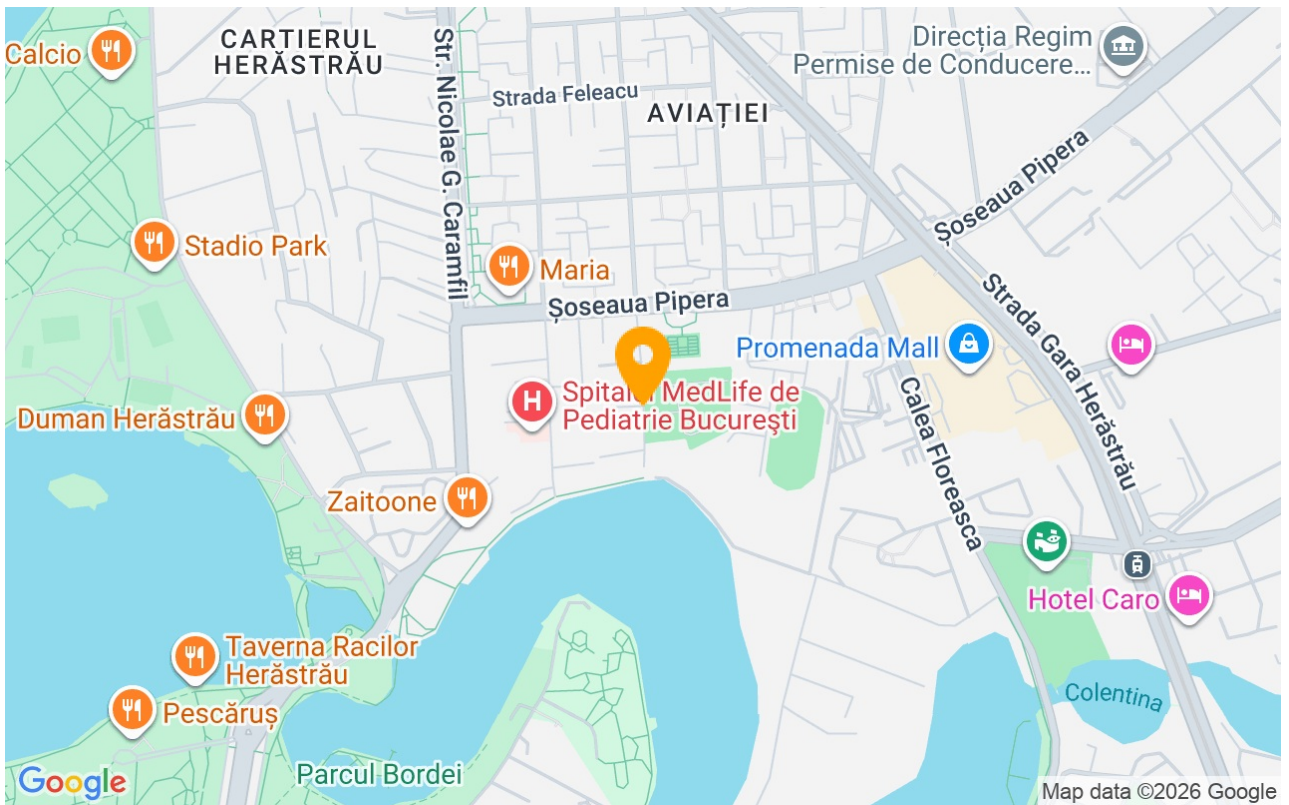 Calcio
CARTIERUL
HERĂSTRĂU
Str. Nicolae G. Caramfil
Strada Feleacu
AVIAȚIEI
Direcția Regim
Permise de Conducere...
Șoseaua Pipera
Stadio Park
Maria
Șoseaua Pipera
Promenada Mall
Strada Gara Herăstrău
Calea Floreasca
H
Spitalul MedLife de
Pediatrie București
Duman Herăstrău
Zaitoone
Hotel Caro
Taverna Racilor
Herăstrău
Pescăruș
Colentina
Parcul Bordei
Google
Map data ©2026 Google